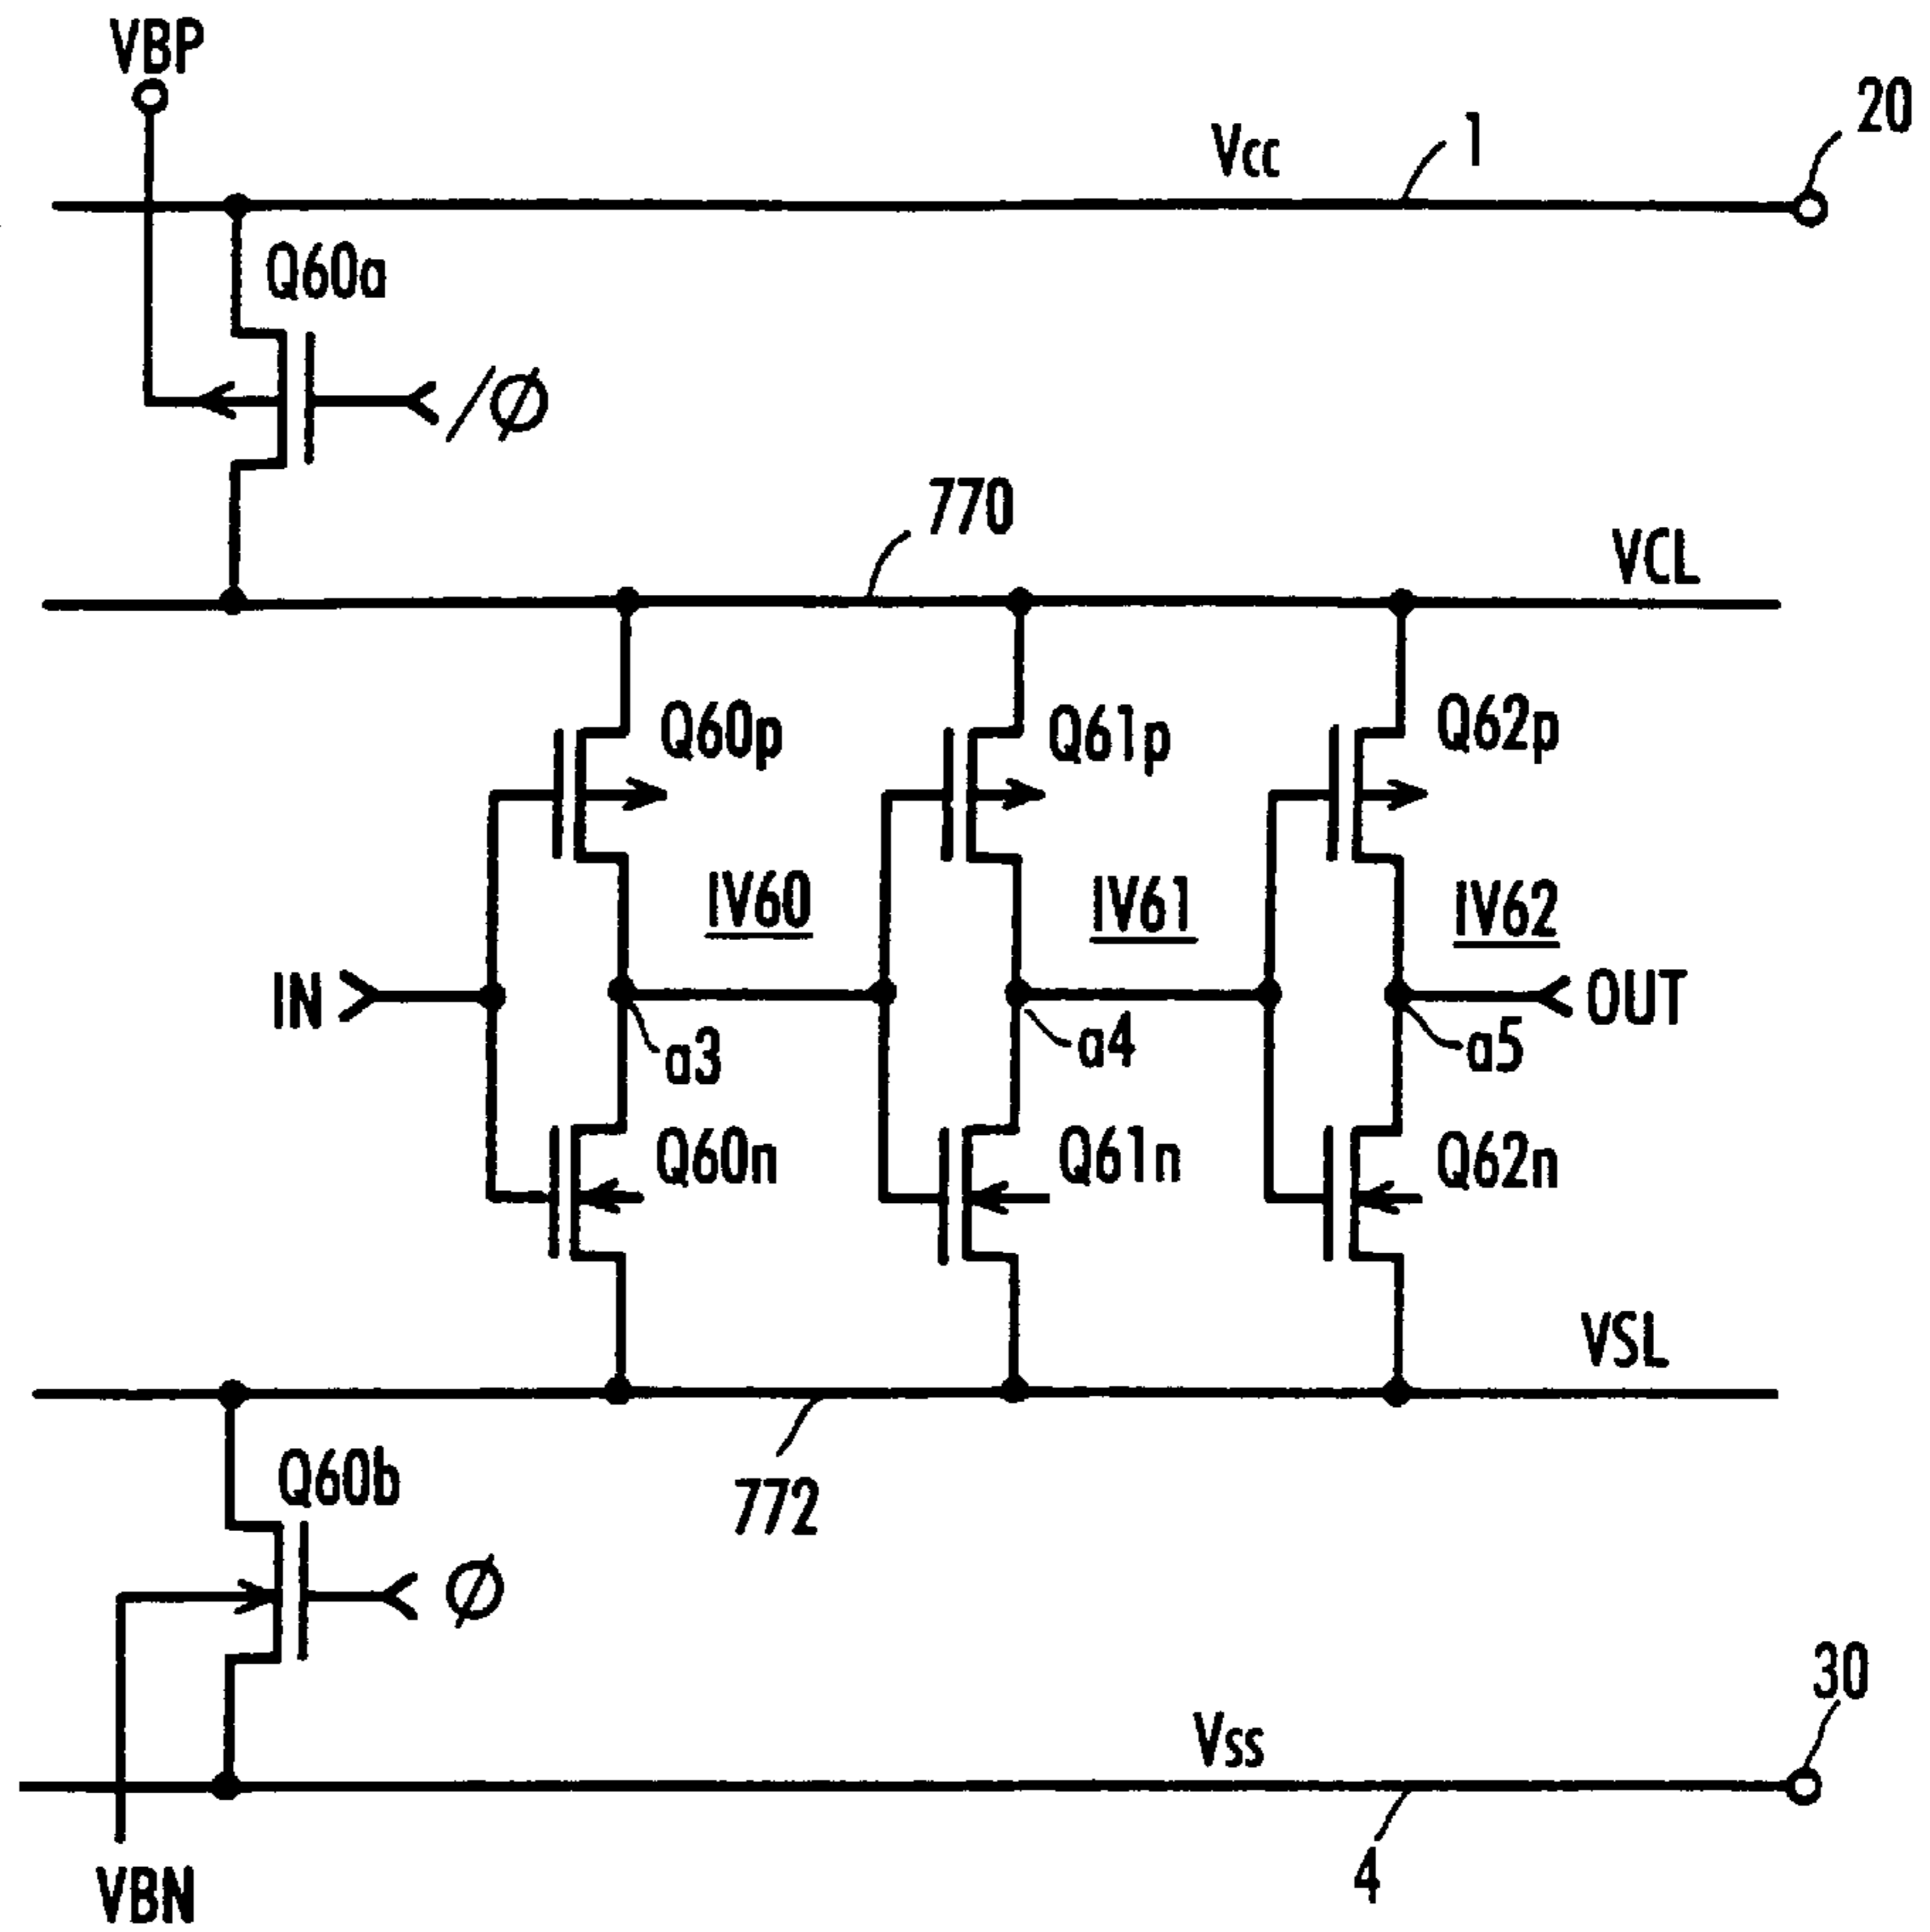 VBP
20
Vcc
1
Q60a
/Ø
770
VCL
Q60p
Q61p
Q62p
IV60
IV61
IV62
IN
OUT
a3
a4
a5
Q60n
Q61n
Q62n
VSL
Q60b
772
Ø
30
Vss
4
VBN